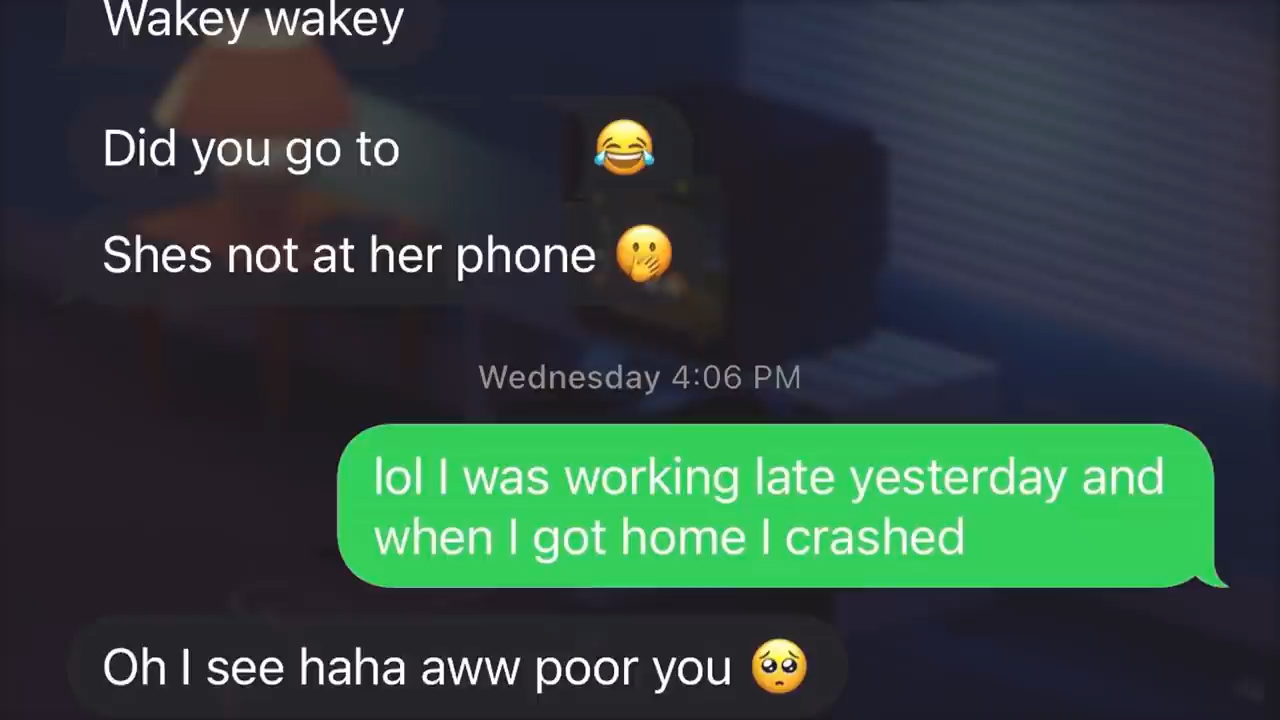 Wakey wakey
Did you go to 😂
Shes not at her phone 🫢
Wednesday 4:06 PM
lol I was working late yesterday and
when I got home I crashed
Oh I see haha aww poor you 🥺